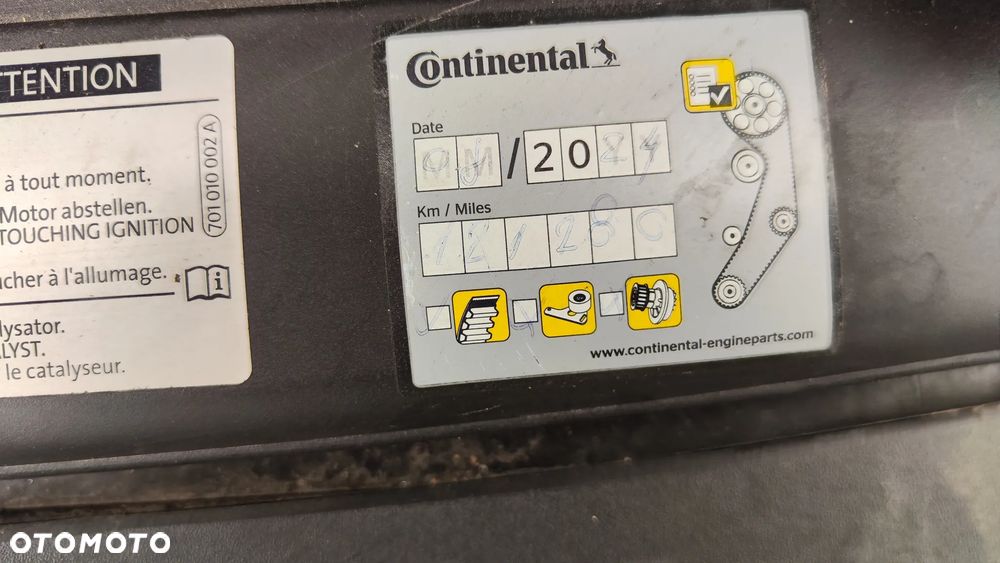 TTENTION
à tout moment.
Motor abstellen.
TOUCHING IGNITION
701 010 002 A
ucher à l'allumage.
i
lysator.
LYST.
le catalyseur.
Continental
Date
/2024
Km / Miles
www.continental-engineparts.com
OTOMOTO